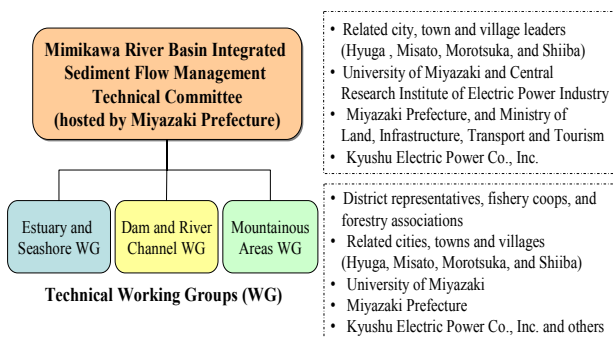 Mimikawa River Basin Integrated
Sediment Flow Management
Technical Committee
(hosted by Miyazaki Prefecture)
Estuary and
Seashore WG
Dam and River
Channel WG
Mountainous
Areas WG
Technical Working Groups (WG)
• Related city, town and village leaders
(Hyuga , Misato, Morotsuka, and Shiiba)
• University of Miyazaki and Central
Research Institute of Electric Power Industry
• Miyazaki Prefecture, and Ministry of
Land, Infrastructure, Transport and Tourism
• Kyushu Electric Power Co., Inc.
• District representatives, fishery coops, and
forestry associations
• Related cities, towns and villages
(Hyuga, Misato, Morotsuka, and Shiiba)
• University of Miyazaki
• Miyazaki Prefecture
• Kyushu Electric Power Co., Inc. and others